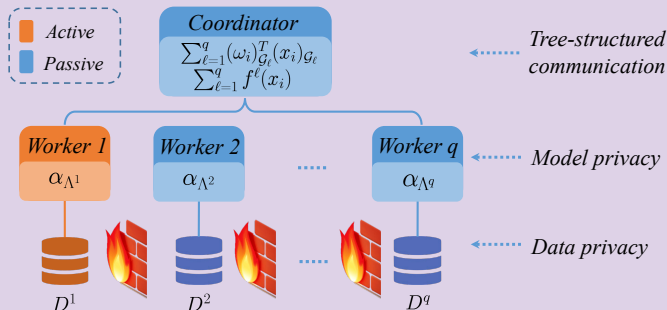 Active
Passive
Coordinator
$\sum_{\ell=1}^{q}(\omega_i)_{\mathcal{G}_\ell}^{T}(x_i)_{\mathcal{G}_\ell}$
$\sum_{\ell=1}^{q} f^{\ell}(x_i)$
Tree-structured
communication
Worker 1
Worker 2
Worker q
$\alpha_{\Lambda^1}$
$\alpha_{\Lambda^2}$
.....
$\alpha_{\Lambda^q}$
Model privacy
.....
Data privacy
$D^1$
$D^2$
$D^q$